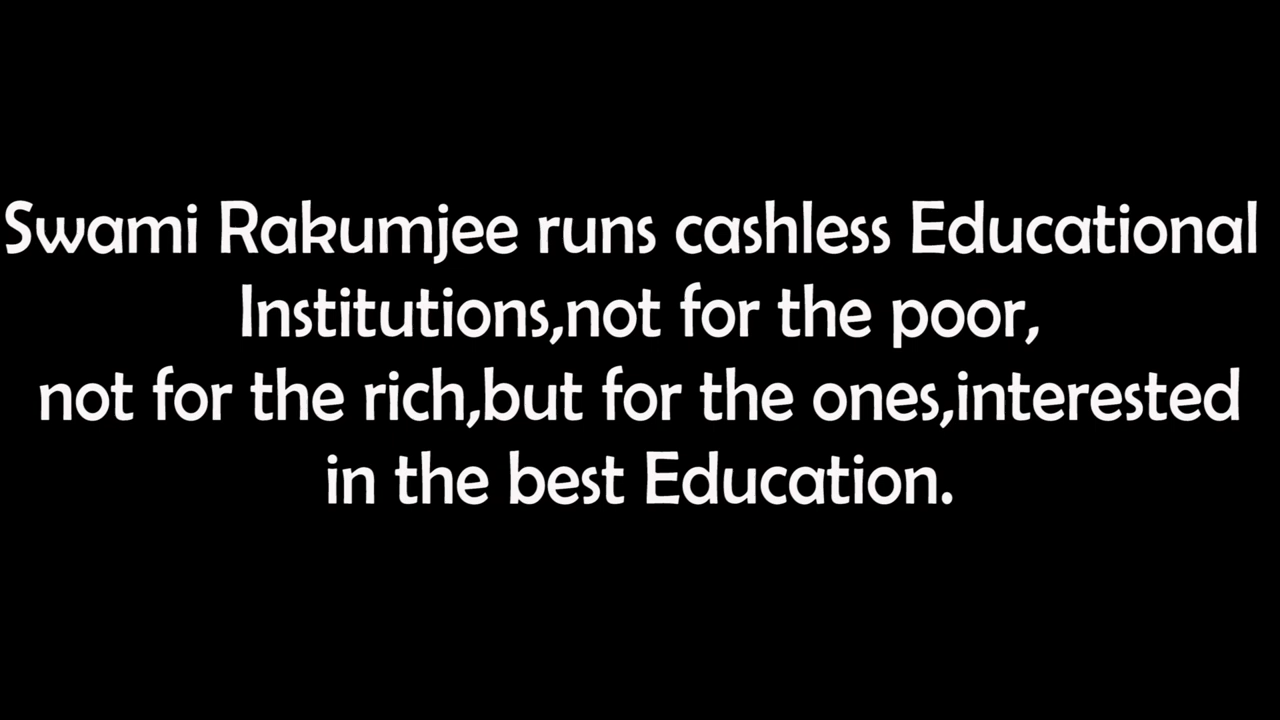 Swami Rakumjee runs cashless Educational
Institutions,not for the poor,
not for the rich,but for the ones,interested
in the best Education.